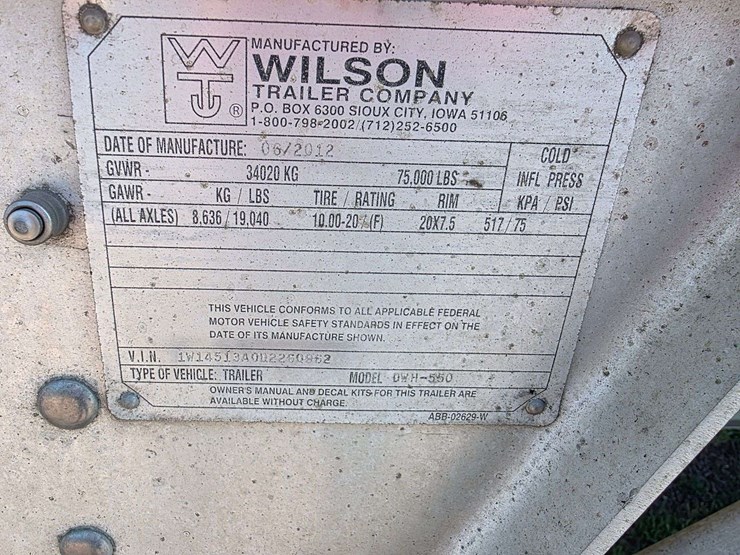 MANUFACTURED BY:
WILSON
TRAILER COMPANY
P.O. BOX 6300 SIOUX CITY, IOWA 51106
1-800-798-2002 / (712)252-6500
WT ®
DATE OF MANUFACTURE: 06/2012
COLD
GVWR - 34020 KG 75,000 LBS
INFL PRESS
GAWR - KG / LBS TIRE / RATING RIM KPA / PSI
(ALL AXLES) 8,636 / 19,040 10.00-20 (F) 20X7.5 517 / 75
THIS VEHICLE CONFORMS TO ALL APPLICABLE FEDERAL
MOTOR VEHICLE SAFETY STANDARDS IN EFFECT ON THE
DATE OF ITS MANUFACTURE SHOWN.
V.I.N.
TYPE OF VEHICLE: TRAILER MODEL DWH-550
OWNER'S MANUAL AND DECAL KITS FOR THIS TRAILER ARE
AVAILABLE WITHOUT CHARGE.
ABB-02629-W